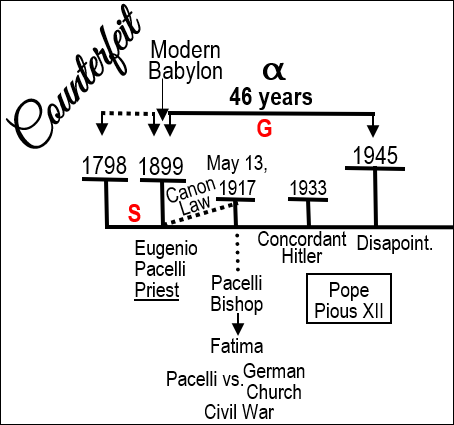 Counterfeit
Modern
Babylon
α
46 years
G
1798
1899
May 13,
1917
1933
1945
Canon
Law
S
Eugenio
Pacelli
Priest
Pacelli
Bishop
Concordant
Hitler
Disapoint.
Pope
Pious XII
Fatima
Pacelli vs. German
Church
Civil War